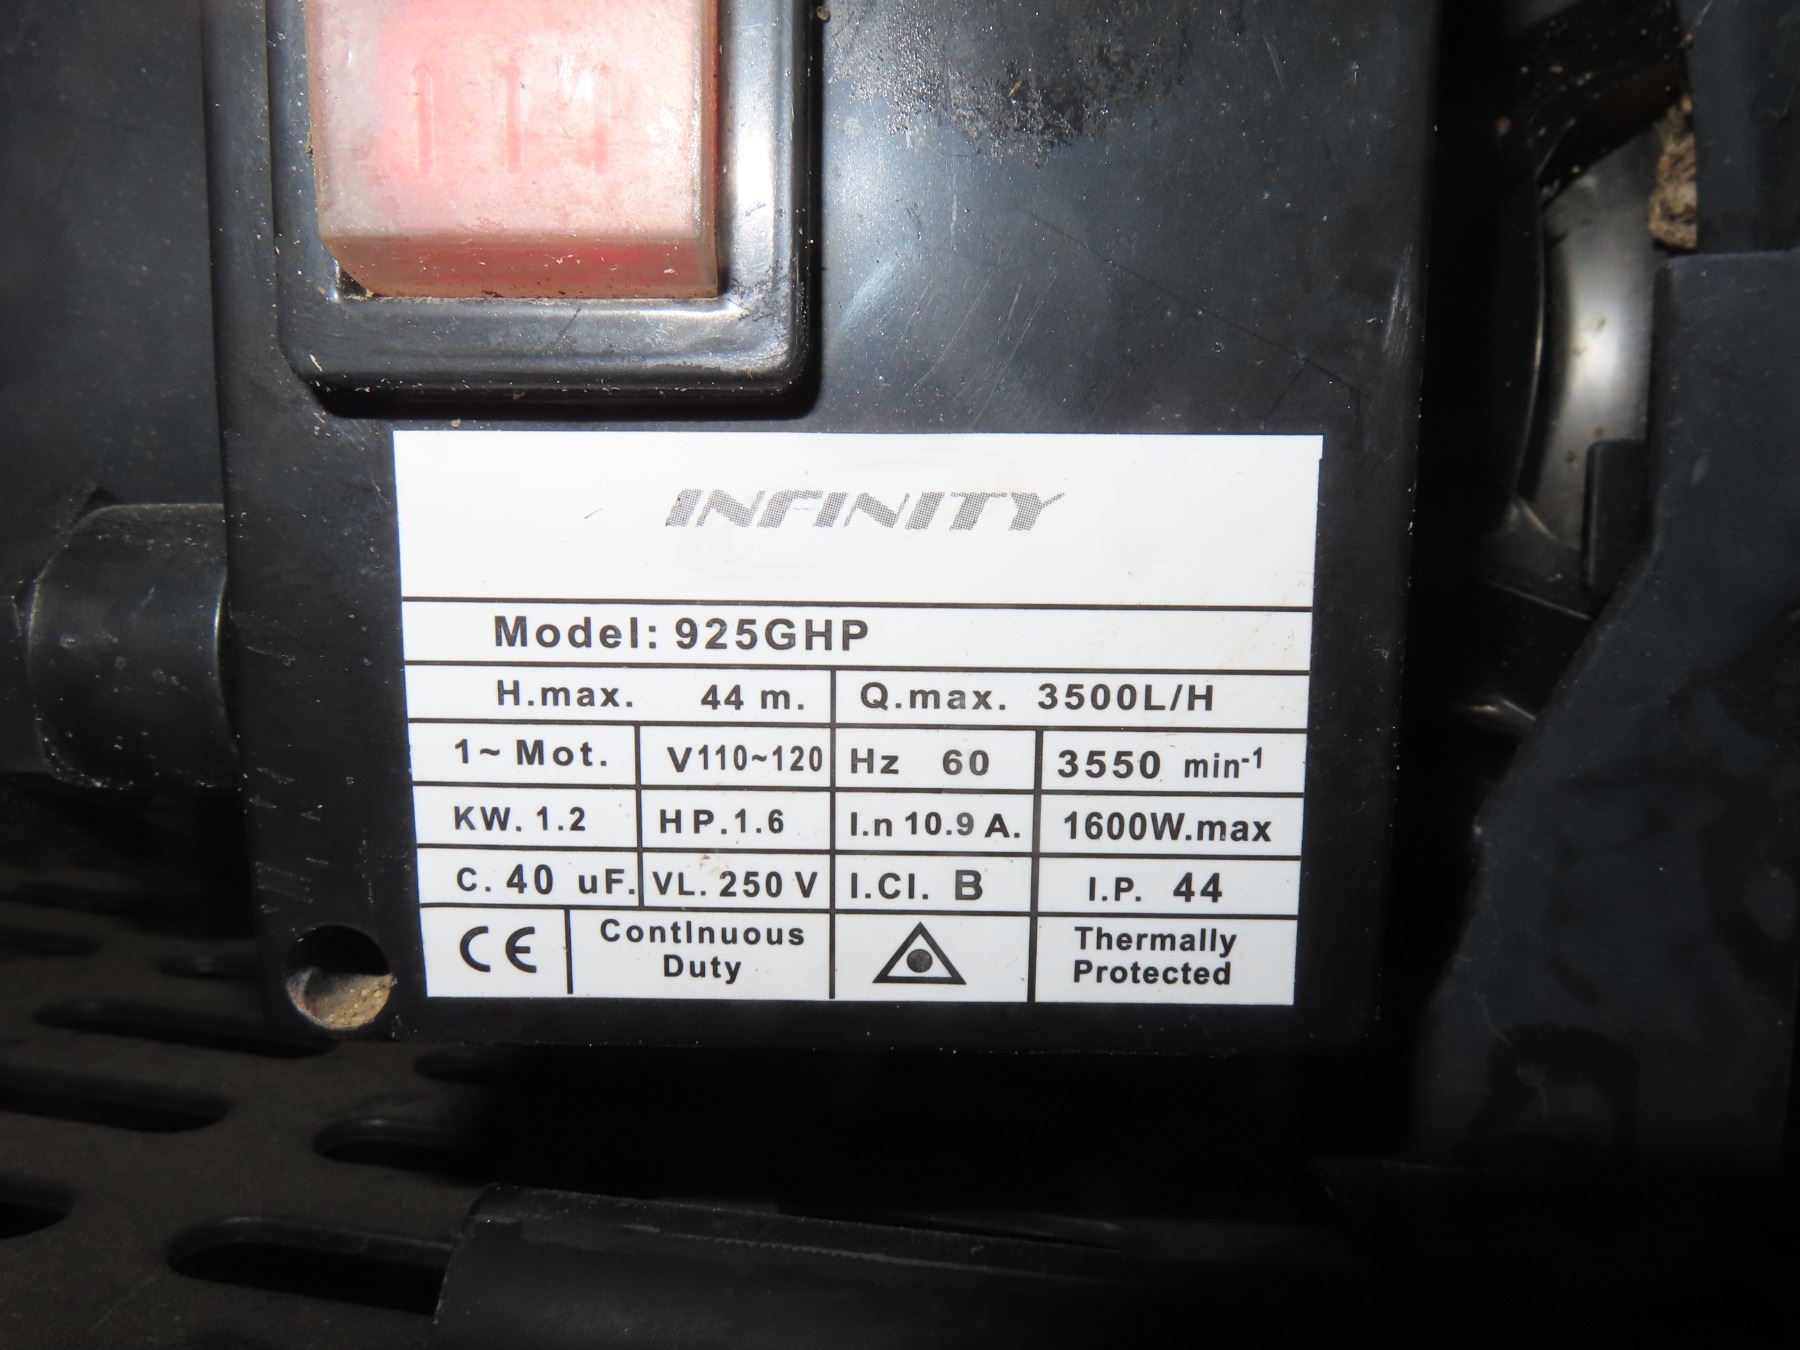 INFINITY
Model: 925GHP
H.max. 44 m. Q.max. 3500L/H
1~ Mot. V110~120 Hz 60 3550 min-1
KW. 1.2 HP.1.6 I.n 10.9 A. 1600W.max
C. 40 uF. VL. 250 V I.Cl. B I.P. 44
CE Continuous Duty Thermally Protected